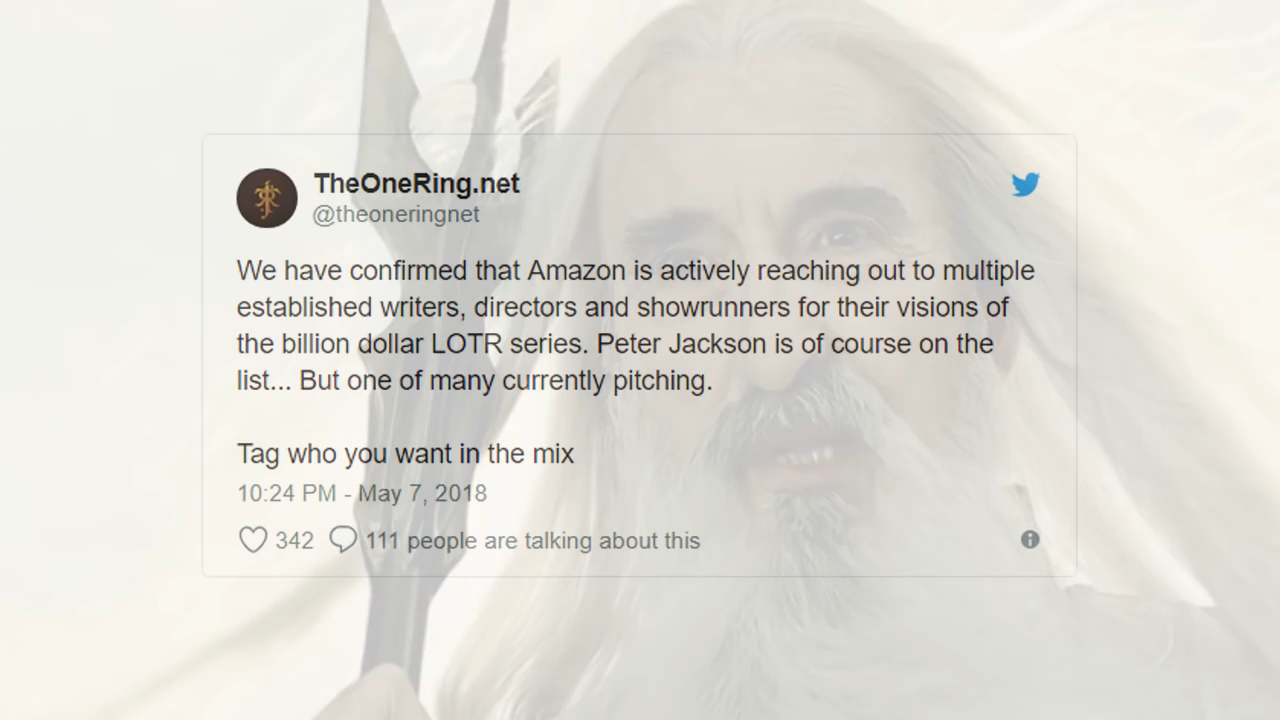 TheOneRing.net
@theoneringnet
We have confirmed that Amazon is actively reaching out to multiple
established writers, directors and showrunners for their visions of
the billion dollar LOTR series. Peter Jackson is of course on the
list... But one of many currently pitching.
Tag who you want in the mix
10:24 PM - May 7, 2018
342 111 people are talking about this